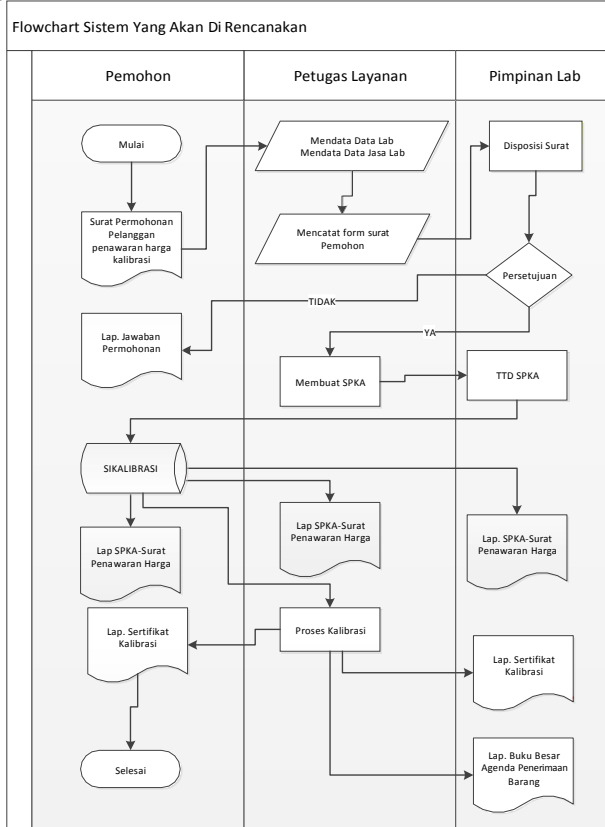 Flowchart Sistem Yang Akan Di Rencanakan
Pemohon
Petugas Layanan
Pimpinan Lab
Mulai
Mendata Data Lab
Mendata Data Jasa Lab
Disposisi Surat
Surat Permohonan
Pelanggan
penawaran harga
kalibrasi
Mencatat form surat
Pemohon
Persetujuan
TIDAK
YA
Lap. Jawaban
Permohonan
Membuat SPKA
TTD SPKA
SIKALIBRASI
Lap SPKA-Surat
Penawaran Harga
Lap SPKA-Surat
Penawaran Harga
Lap. SPKA-Surat
Penawaran Harga
Lap. Sertifikat
Kalibrasi
Proses Kalibrasi
Lap. Sertifikat
Kalibrasi
Selesai
Lap. Buku Besar
Agenda Penerimaan
Barang